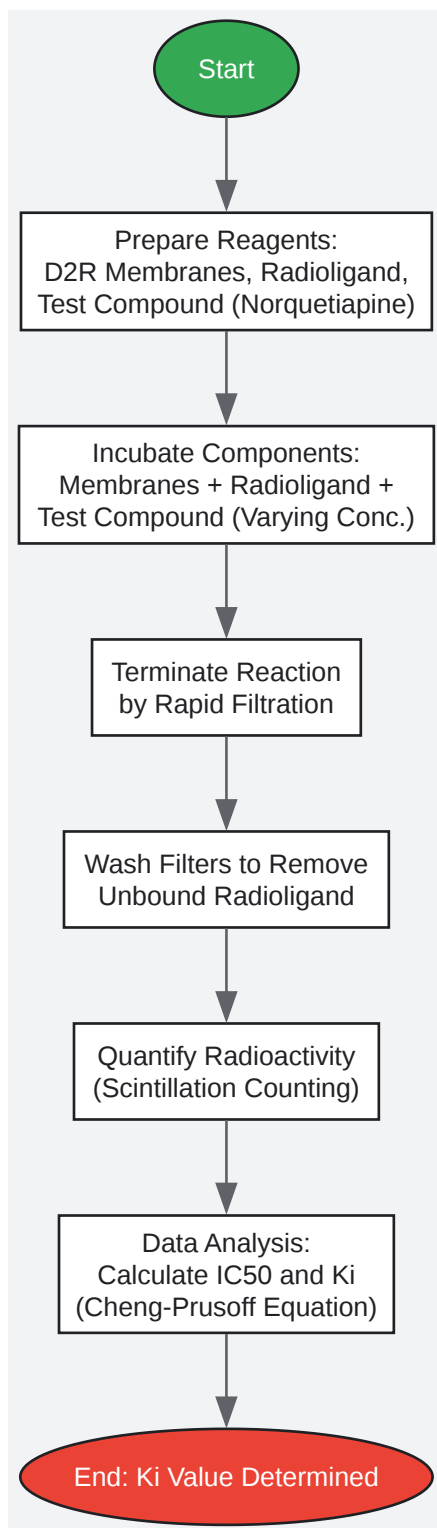 Start
Prepare Reagents:
D2R Membranes, Radioligand,
Test Compound (Norquetiapine)
Incubate Components:
Membranes + Radioligand +
Test Compound (Varying Conc.)
Terminate Reaction
by Rapid Filtration
Wash Filters to Remove
Unbound Radioligand
Quantify Radioactivity
(Scintillation Counting)
Data Analysis:
Calculate IC50 and Ki
(Cheng-Prusoff Equation)
End: Ki Value Determined